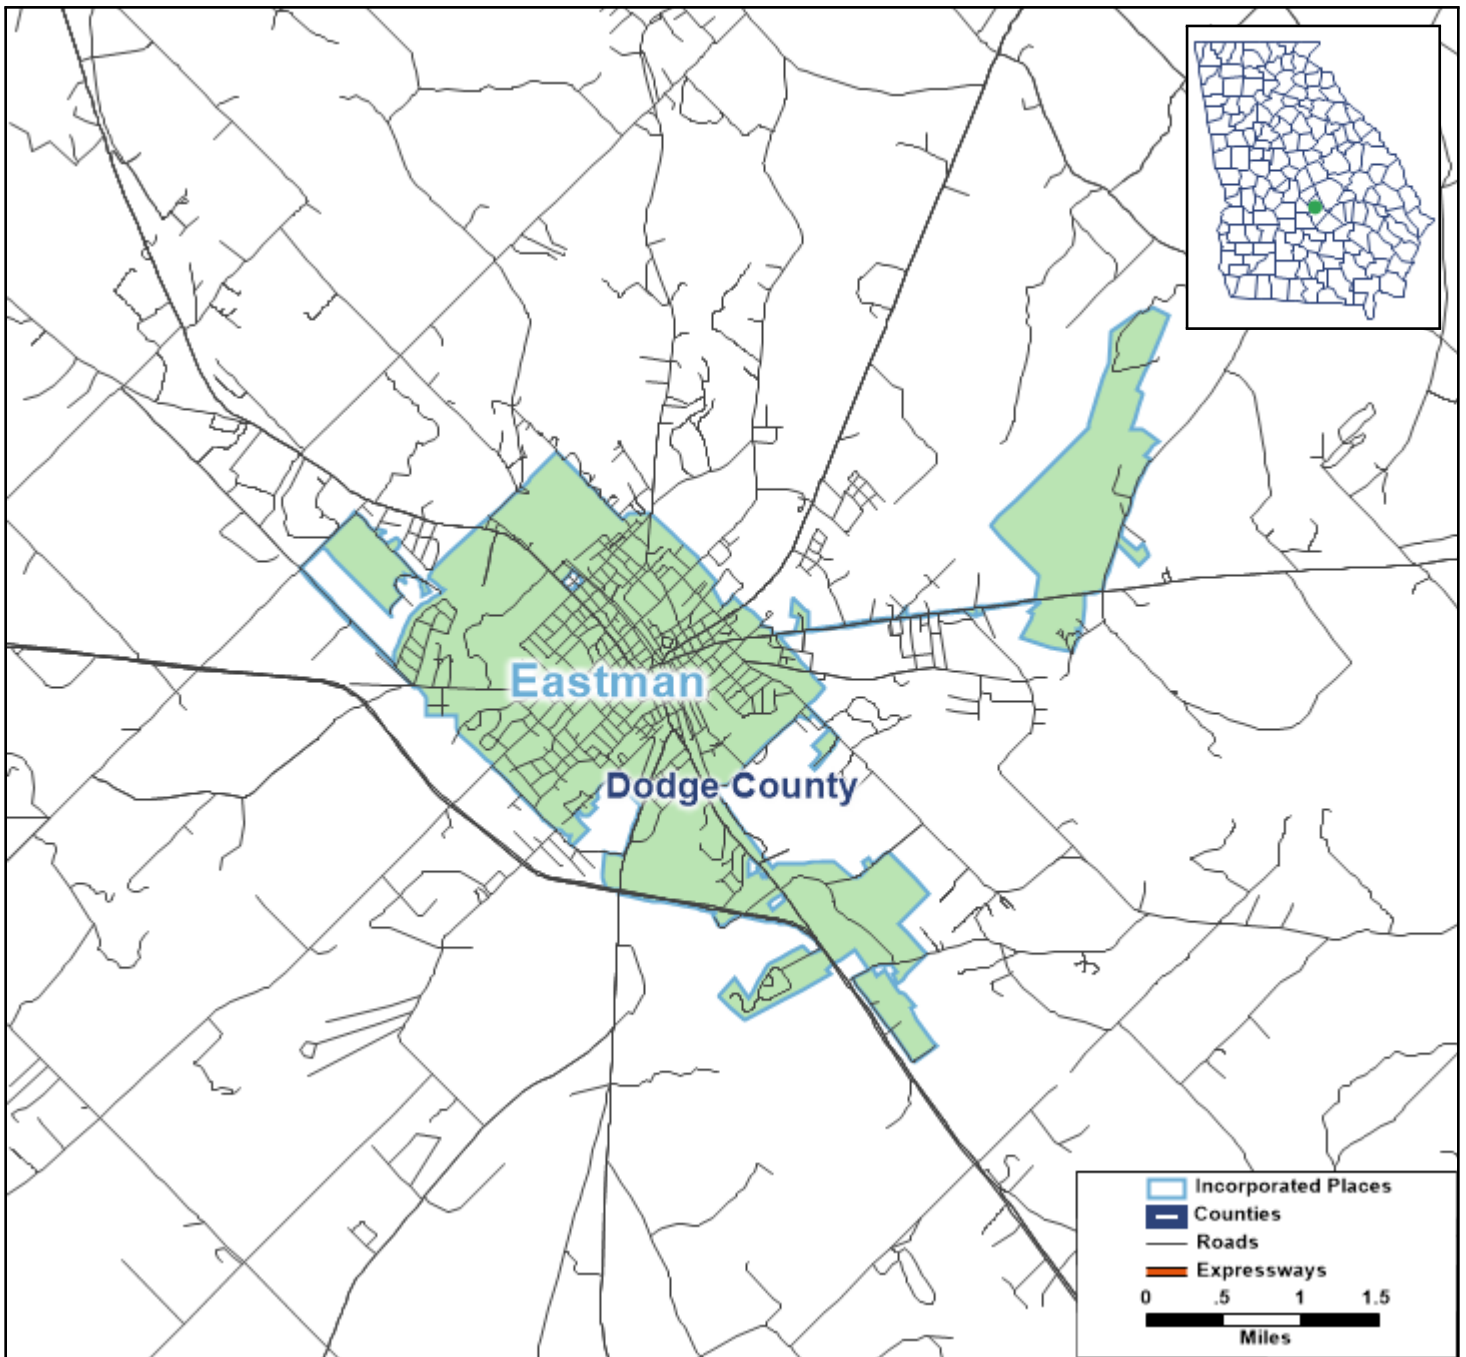 Eastman
Dodge County
Incorporated Places
Counties
Roads
Expressways
0 .5 1 1.5
Miles